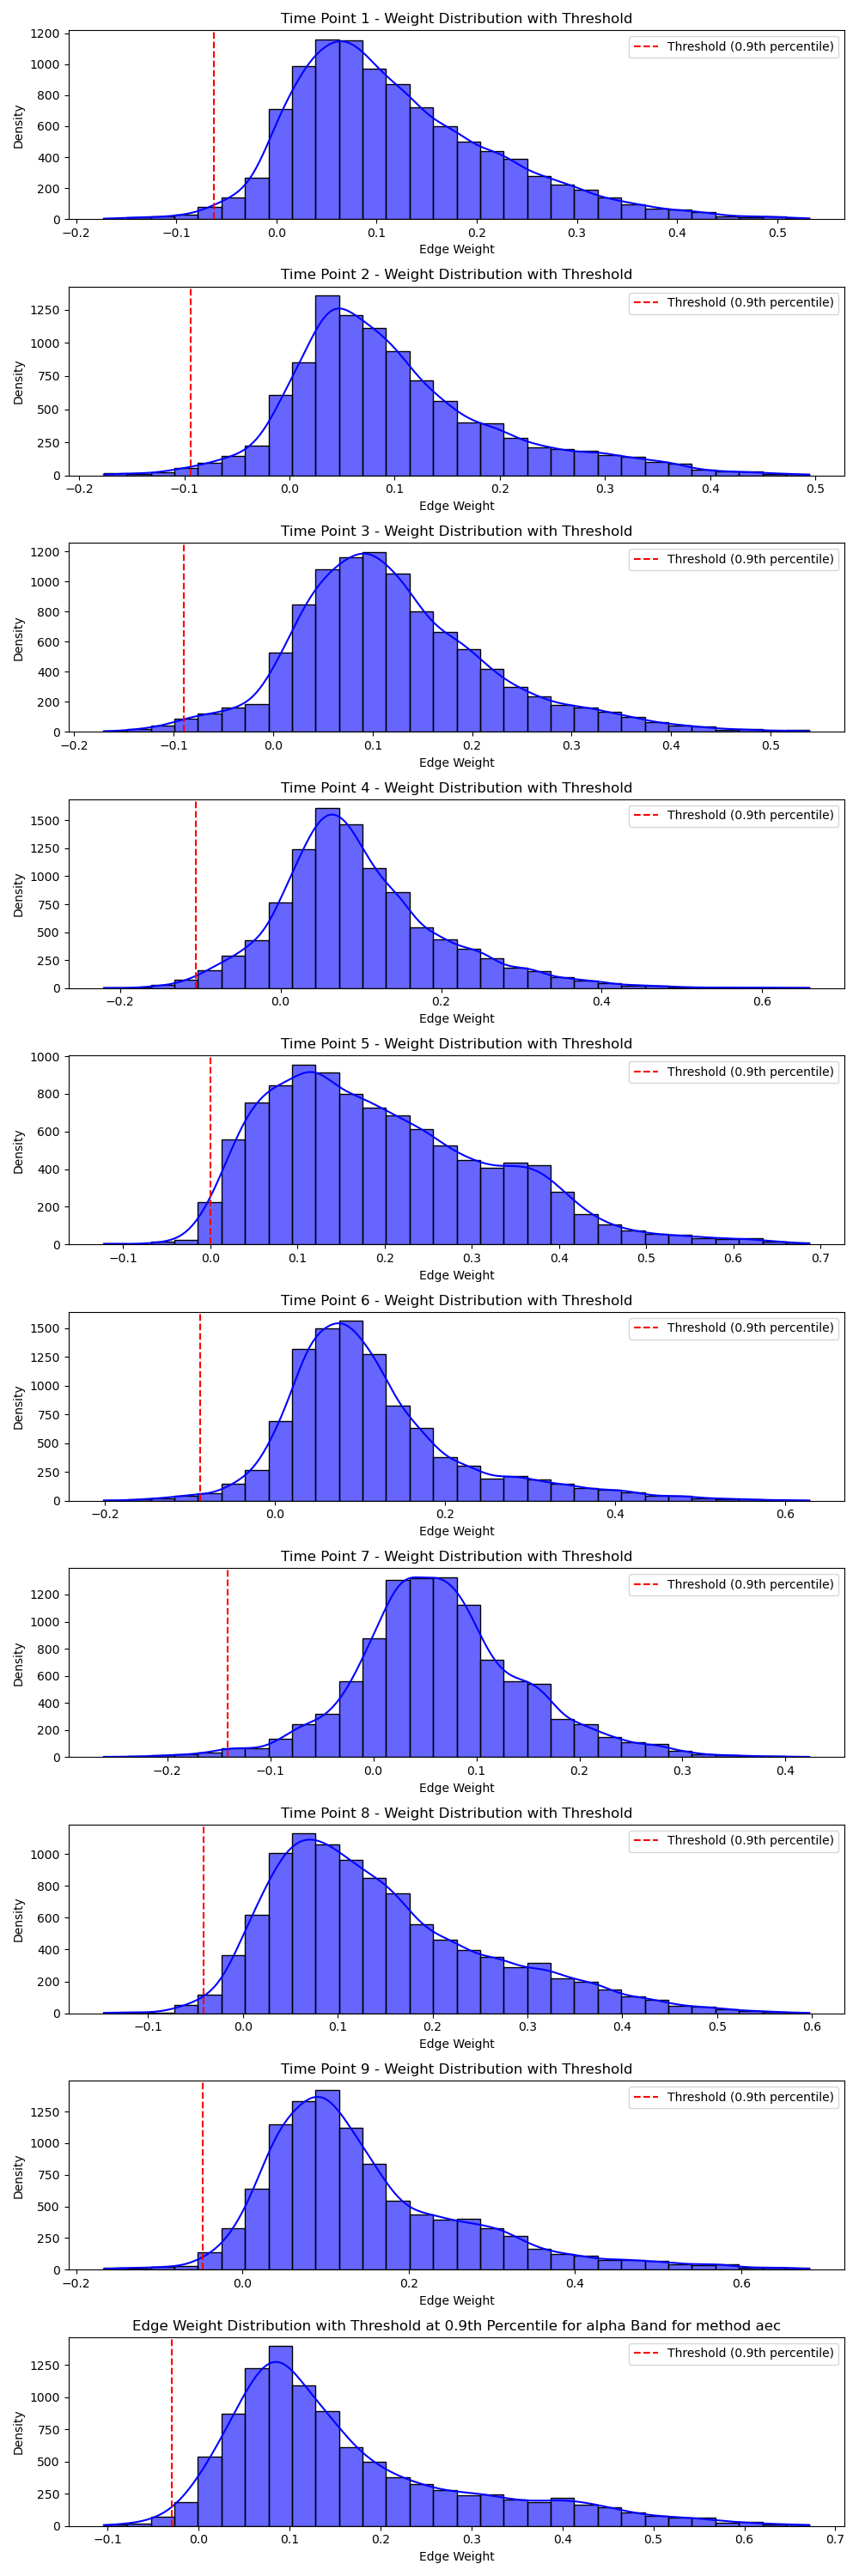 Time Point 1 - Weight Distribution with Threshold
Threshold (0.9th percentile)
Density
1200
1000
800
600
400
200
0
−0.2 −0.1 0.0 0.1 0.2 0.3 0.4 0.5
Edge Weight
Time Point 2 - Weight Distribution with Threshold
Threshold (0.9th percentile)
Density
1250
1000
750
500
250
0
−0.2 −0.1 0.0 0.1 0.2 0.3 0.4 0.5
Edge Weight
Time Point 3 - Weight Distribution with Threshold
Threshold (0.9th percentile)
Density
1200
1000
800
600
400
200
0
−0.2 −0.1 0.0 0.1 0.2 0.3 0.4 0.5
Edge Weight
Time Point 4 - Weight Distribution with Threshold
Threshold (0.9th percentile)
Density
1500
1250
1000
750
500
250
0
−0.2 0.0 0.2 0.4 0.6
Edge Weight
Time Point 5 - Weight Distribution with Threshold
Threshold (0.9th percentile)
Density
1000
800
600
400
200
0
−0.1 0.0 0.1 0.2 0.3 0.4 0.5 0.6 0.7
Edge Weight
Time Point 6 - Weight Distribution with Threshold
Threshold (0.9th percentile)
Density
1500
1250
1000
750
500
250
0
−0.2 0.0 0.2 0.4 0.6
Edge Weight
Time Point 7 - Weight Distribution with Threshold
Threshold (0.9th percentile)
Density
1200
1000
800
600
400
200
0
−0.2 −0.1 0.0 0.1 0.2 0.3 0.4
Edge Weight
Time Point 8 - Weight Distribution with Threshold
Threshold (0.9th percentile)
Density
1000
800
600
400
200
0
−0.1 0.0 0.1 0.2 0.3 0.4 0.5 0.6
Edge Weight
Time Point 9 - Weight Distribution with Threshold
Threshold (0.9th percentile)
Density
1250
1000
750
500
250
0
−0.2 0.0 0.2 0.4 0.6
Edge Weight
Edge Weight Distribution with Threshold at 0.9th Percentile for alpha Band for method aec
Threshold (0.9th percentile)
Density
1250
1000
750
500
250
0
−0.1 0.0 0.1 0.2 0.3 0.4 0.5 0.6 0.7
Edge Weight